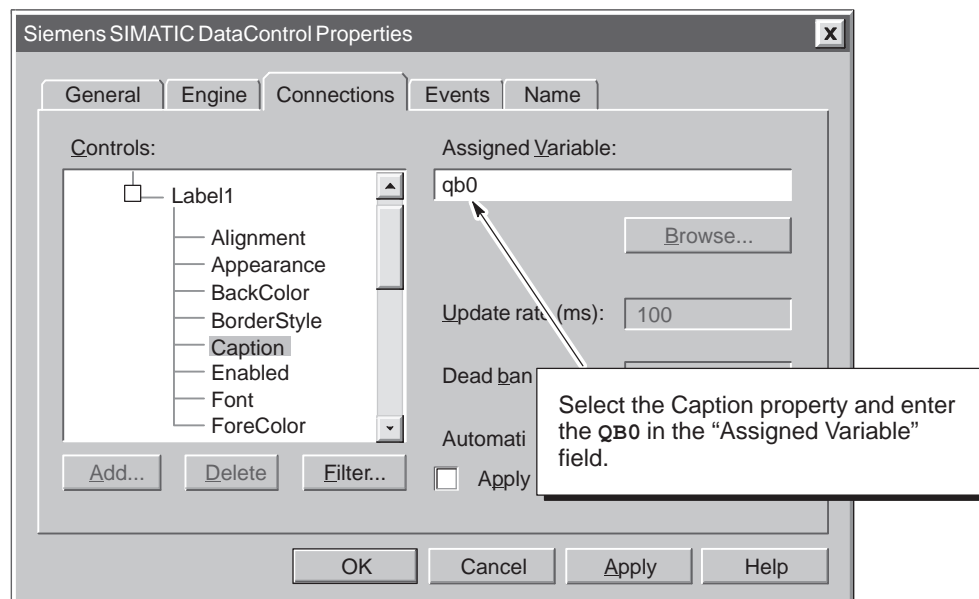 Siemens SIMATIC DataControl Properties
X
General
Engine
Connections
Events
Name
Controls:
Label1
Alignment
Appearance
BackColor
BorderStyle
Caption
Enabled
Font
ForeColor
Add...
Delete
Filter...
Assigned Variable:
qb0
Browse...
Update rate (ms):
100
Dead ban
Automati
Apply
Select the Caption property and enter
the QB0 in the “Assigned Variable”
field.
OK
Cancel
Apply
Help